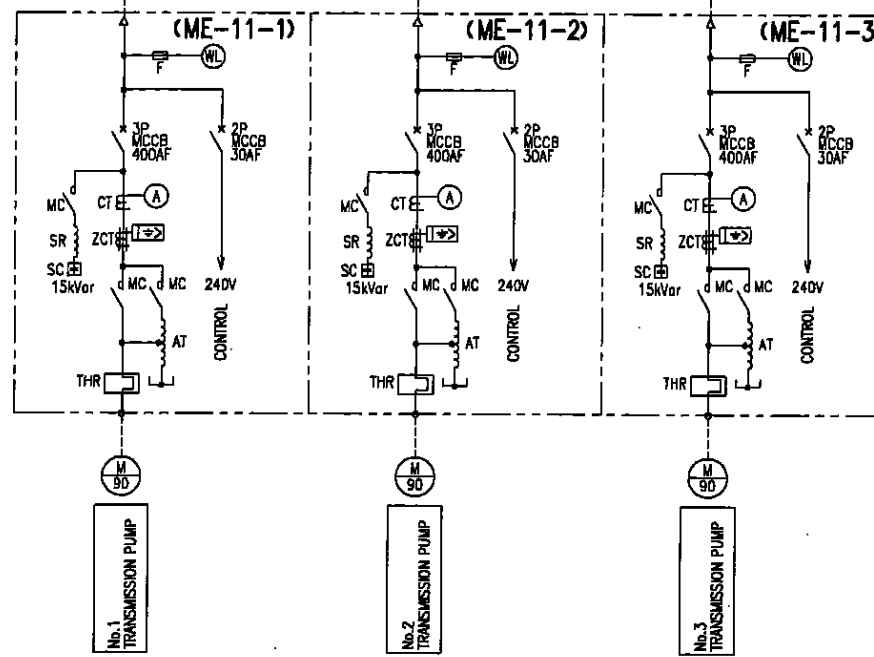 (ME-11-1)
F
WL
3P
MCCB
400AF
2P
MCCB
30AF
MC
CT
A
SR
ZCT
SC
15kVar
MC
MC
240V
CONTROL
AT
THR
M
90
No.1
TRANSMISSION PUMP
(ME-11-2)
F
WL
3P
MCCB
400AF
2P
MCCB
30AF
MC
CT
A
SR
ZCT
SC
15kVar
MC
MC
240V
CONTROL
AT
THR
M
90
No.2
TRANSMISSION PUMP
(ME-11-3
F
WL
3P
MCCB
400AF
2P
MCCB
30AF
MC
CT
A
SR
ZCT
SC
15kVar
MC
MC
240V
CONTROL
AT
THR
M
90
No.3
TRANSMISSION PUMP